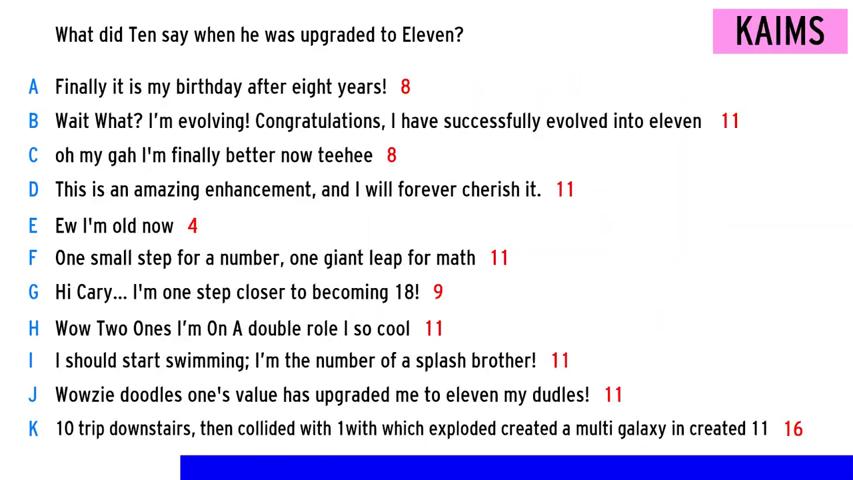 What did Ten say when he was upgraded to Eleven?
KAIMS
A Finally it is my birthday after eight years! 8
B Wait What? I'm evolving! Congratulations, I have successfully evolved into eleven 11
C oh my gah I'm finally better now teehee 8
D This is an amazing enhancement, and I will forever cherish it. 11
E Ew I'm old now 4
F One small step for a number, one giant leap for math 11
G Hi Cary... I'm one step closer to becoming 18! 9
H Wow Two Ones I'm On A double role I so cool 11
I I should start swimming; I'm the number of a splash brother! 11
J Wowzie doodles one's value has upgraded me to eleven my dudles! 11
K 10 trip downstairs, then collided with 1with which exploded created a multi galaxy in created 11 16